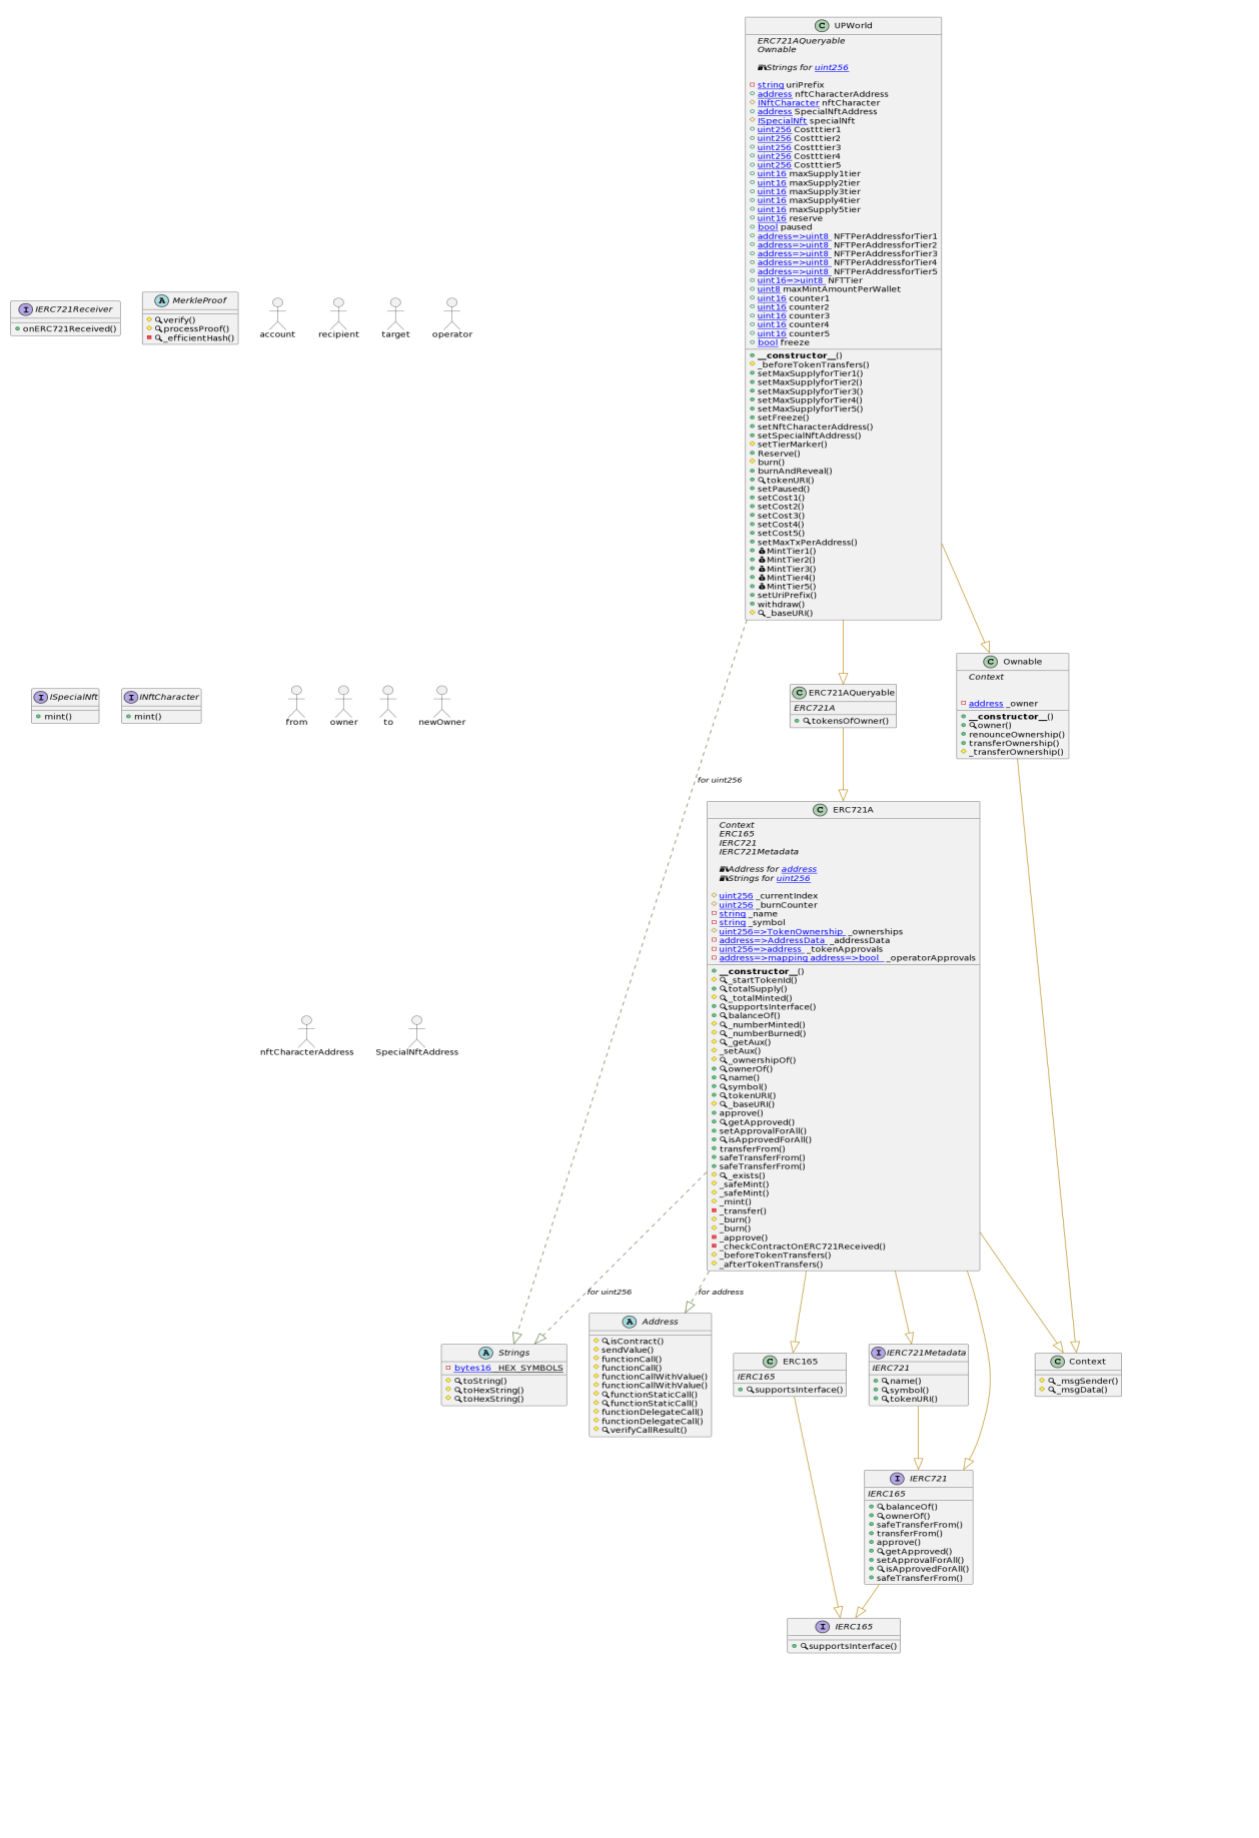 UPWorld
ERC721AQueryable
Ownable
Strings for uint256
string uriPrefix
address nftCharacterAddress
INftCharacter nftCharacter
address SpecialNftAddress
ISpecialNft specialNft
uint256 Costttier1
uint256 Costttier2
uint256 Costttier3
uint256 Costttier4
uint256 Costttier5
uint16 maxSupply1tier
uint16 maxSupply2tier
uint16 maxSupply3tier
uint16 maxSupply4tier
uint16 maxSupply5tier
uint16 reserve
bool paused
address=>uint8 NFTPerAddressforTier1
address=>uint8 NFTPerAddressforTier2
address=>uint8 NFTPerAddressforTier3
address=>uint8 NFTPerAddressforTier4
address=>uint8 NFTPerAddressforTier5
uint16=>uint8 NFTTier
uint8 maxMintAmountPerWallet
uint16 counter1
uint16 counter2
uint16 counter3
uint16 counter4
uint16 counter5
bool freeze
__constructor__()
_beforeTokenTransfers()
setMaxSupplyforTier1()
setMaxSupplyforTier2()
setMaxSupplyforTier3()
setMaxSupplyforTier4()
setMaxSupplyforTier5()
setFreeze()
setNftCharacterAddress()
setSpecialNftAddress()
setTierMarker()
Reserve()
burn()
burnAndReveal()
tokenURI()
setPaused()
setCost1()
setCost2()
setCost3()
setCost4()
setCost5()
setMaxTxPerAddress()
MintTier1()
MintTier2()
MintTier3()
MintTier4()
MintTier5()
setUriPrefix()
withdraw()
_baseURI()
I IERC721Receiver
onERC721Received()
A MerkleProof
verify()
processProof()
_efficientHash()
account
recipient
target
operator
I ISpecialNft
mint()
I INftCharacter
mint()
from
owner
to
newOwner
C ERC721AQueryable
ERC721A
tokensOfOwner()
C Ownable
Context
address _owner
__constructor__()
owner()
renounceOwnership()
transferOwnership()
_transferOwnership()
for uint256
C ERC721A
Context
ERC165
IERC721
IERC721Metadata
Address for address
Strings for uint256
uint256 _currentIndex
uint256 _burnCounter
string _name
string _symbol
uint256=>TokenOwnership _ownerships
address=>AddressData _addressData
uint256=>address _tokenApprovals
address=>mapping address=>bool _operatorApprovals
__constructor__()
_startTokenId()
totalSupply()
_totalMinted()
supportsInterface()
balanceOf()
_numberMinted()
_numberBurned()
_getAux()
_setAux()
_ownershipOf()
ownerOf()
name()
symbol()
tokenURI()
_baseURI()
approve()
getApproved()
setApprovalForAll()
isApprovedForAll()
transferFrom()
safeTransferFrom()
safeTransferFrom()
_exists()
_safeMint()
_safeMint()
_mint()
_transfer()
_burn()
_burn()
_approve()
_checkContractOnERC721Received()
_beforeTokenTransfers()
_afterTokenTransfers()
nftCharacterAddress
SpecialNftAddress
for uint256
for address
A Strings
bytes16 HEX_SYMBOLS
toString()
toHexString()
toHexString()
A Address
isContract()
sendValue()
functionCall()
functionCall()
functionCallWithValue()
functionCallWithValue()
functionStaticCall()
functionStaticCall()
functionDelegateCall()
functionDelegateCall()
verifyCallResult()
C ERC165
IERC165
supportsInterface()
I IERC721Metadata
IERC721
name()
symbol()
tokenURI()
C Context
_msgSender()
_msgData()
I IERC721
IERC165
balanceOf()
ownerOf()
safeTransferFrom()
transferFrom()
approve()
getApproved()
setApprovalForAll()
isApprovedForAll()
safeTransferFrom()
I IERC165
supportsInterface()